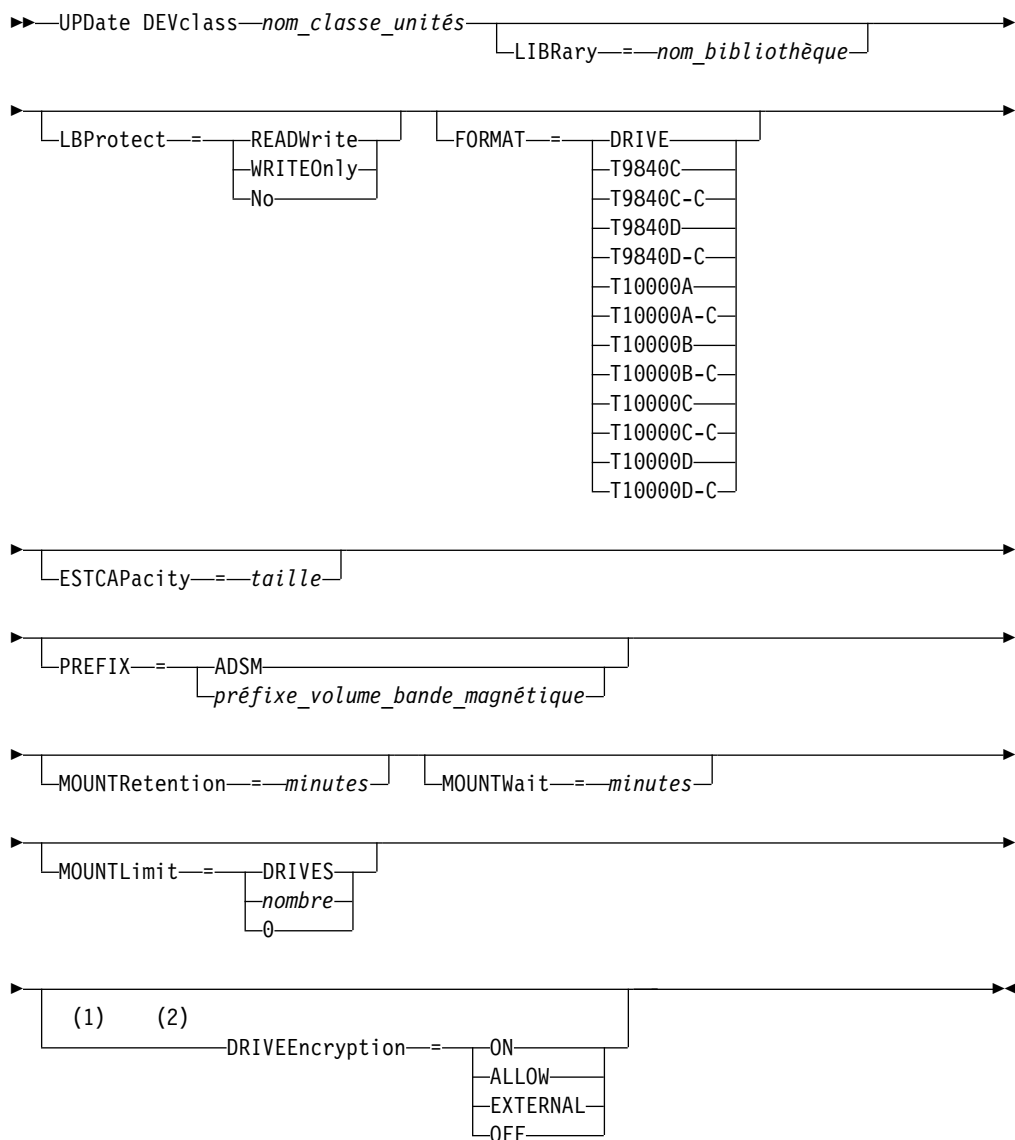 UPDate DEVclass nom_classe_unités
LIBRary = nom_bibliothèque
LBProtect = READWrite
WRITEOnly
No
FORMAT = DRIVE
T9840C
T9840C-C
T9840D
T9840D-C
T10000A
T10000A-C
T10000B
T10000B-C
T10000C
T10000C-C
T10000D
T10000D-C
ESTCAPacity = taille
PREFIX = ADSM
préfixe_volume_bande_magnétique
MOUNTRetention = minutes MOUNTWait = minutes
MOUNTLimit = DRIVES
nombre
0
(1) (2)
DRIVEEncryption = ON
ALLOW
EXTERNAL
OFF